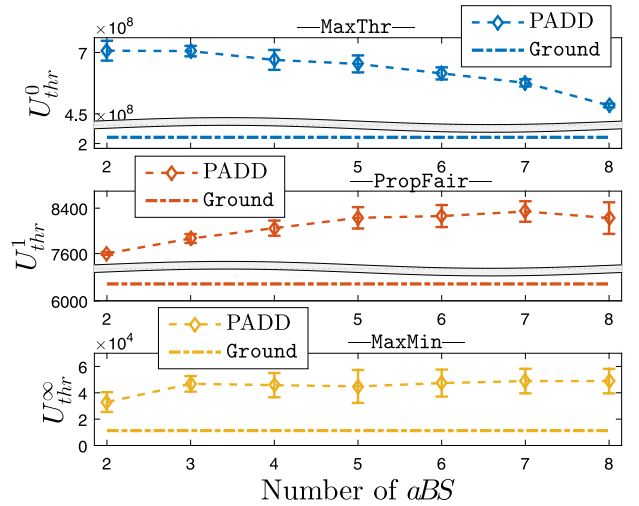 —MaxThr—
PADD
Ground
×10^8
7
4.5
×10^8
2
U^0_thr
2 3 4 5 6 7 8
PADD
Ground
—PropFair—
8400
7600
6000
U^1_thr
2 3 4 5 6 7 8
PADD
Ground
—MaxMin—
×10^4
6
4
2
0
U^∞_thr
2 3 4 5 6 7 8
Number of aBS